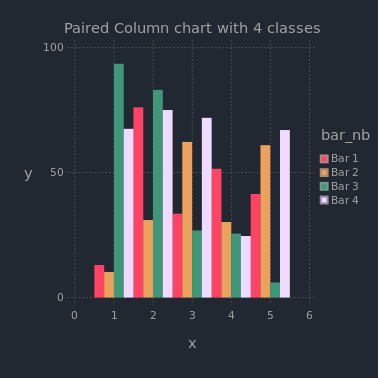 Paired Column chart with 4 classes
100
50
0
y
0 1 2 3 4 5 6
x
bar_nb
Bar 1
Bar 2
Bar 3
Bar 4